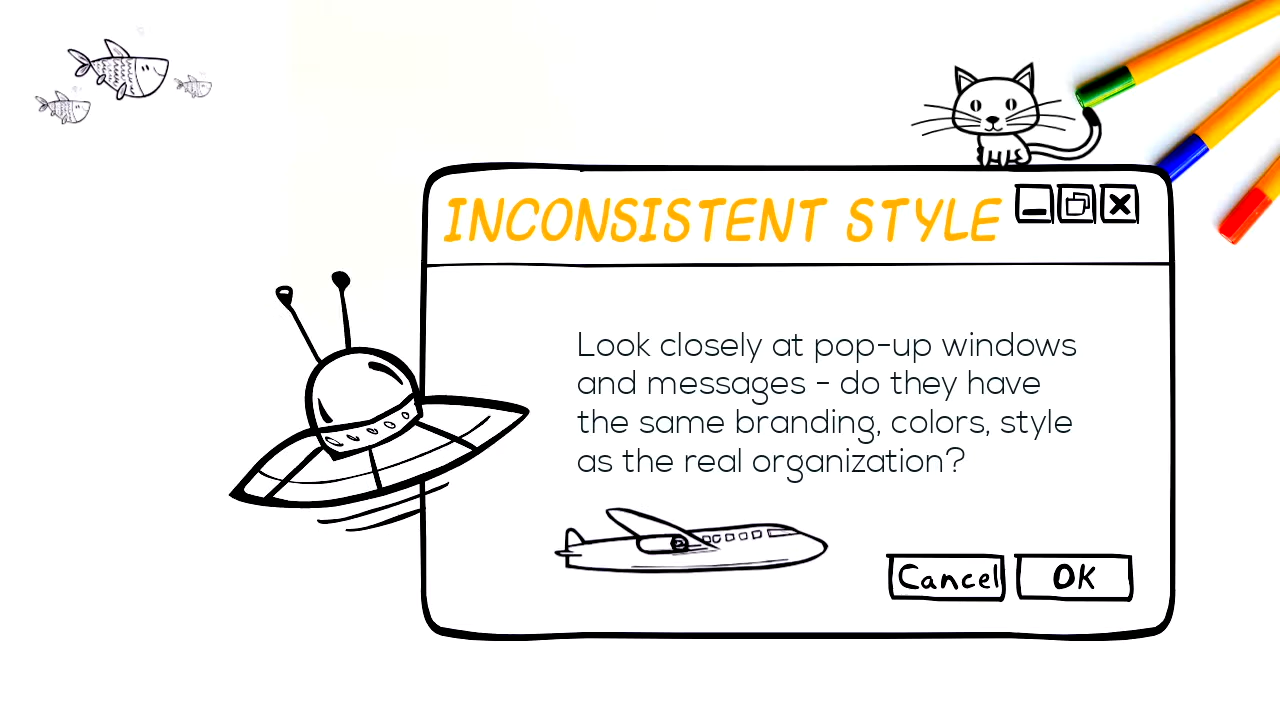 INCONSISTENT STYLE
Look closely at pop-up windows
and messages - do they have
the same branding, colors, style
as the real organization?
Cancel
OK